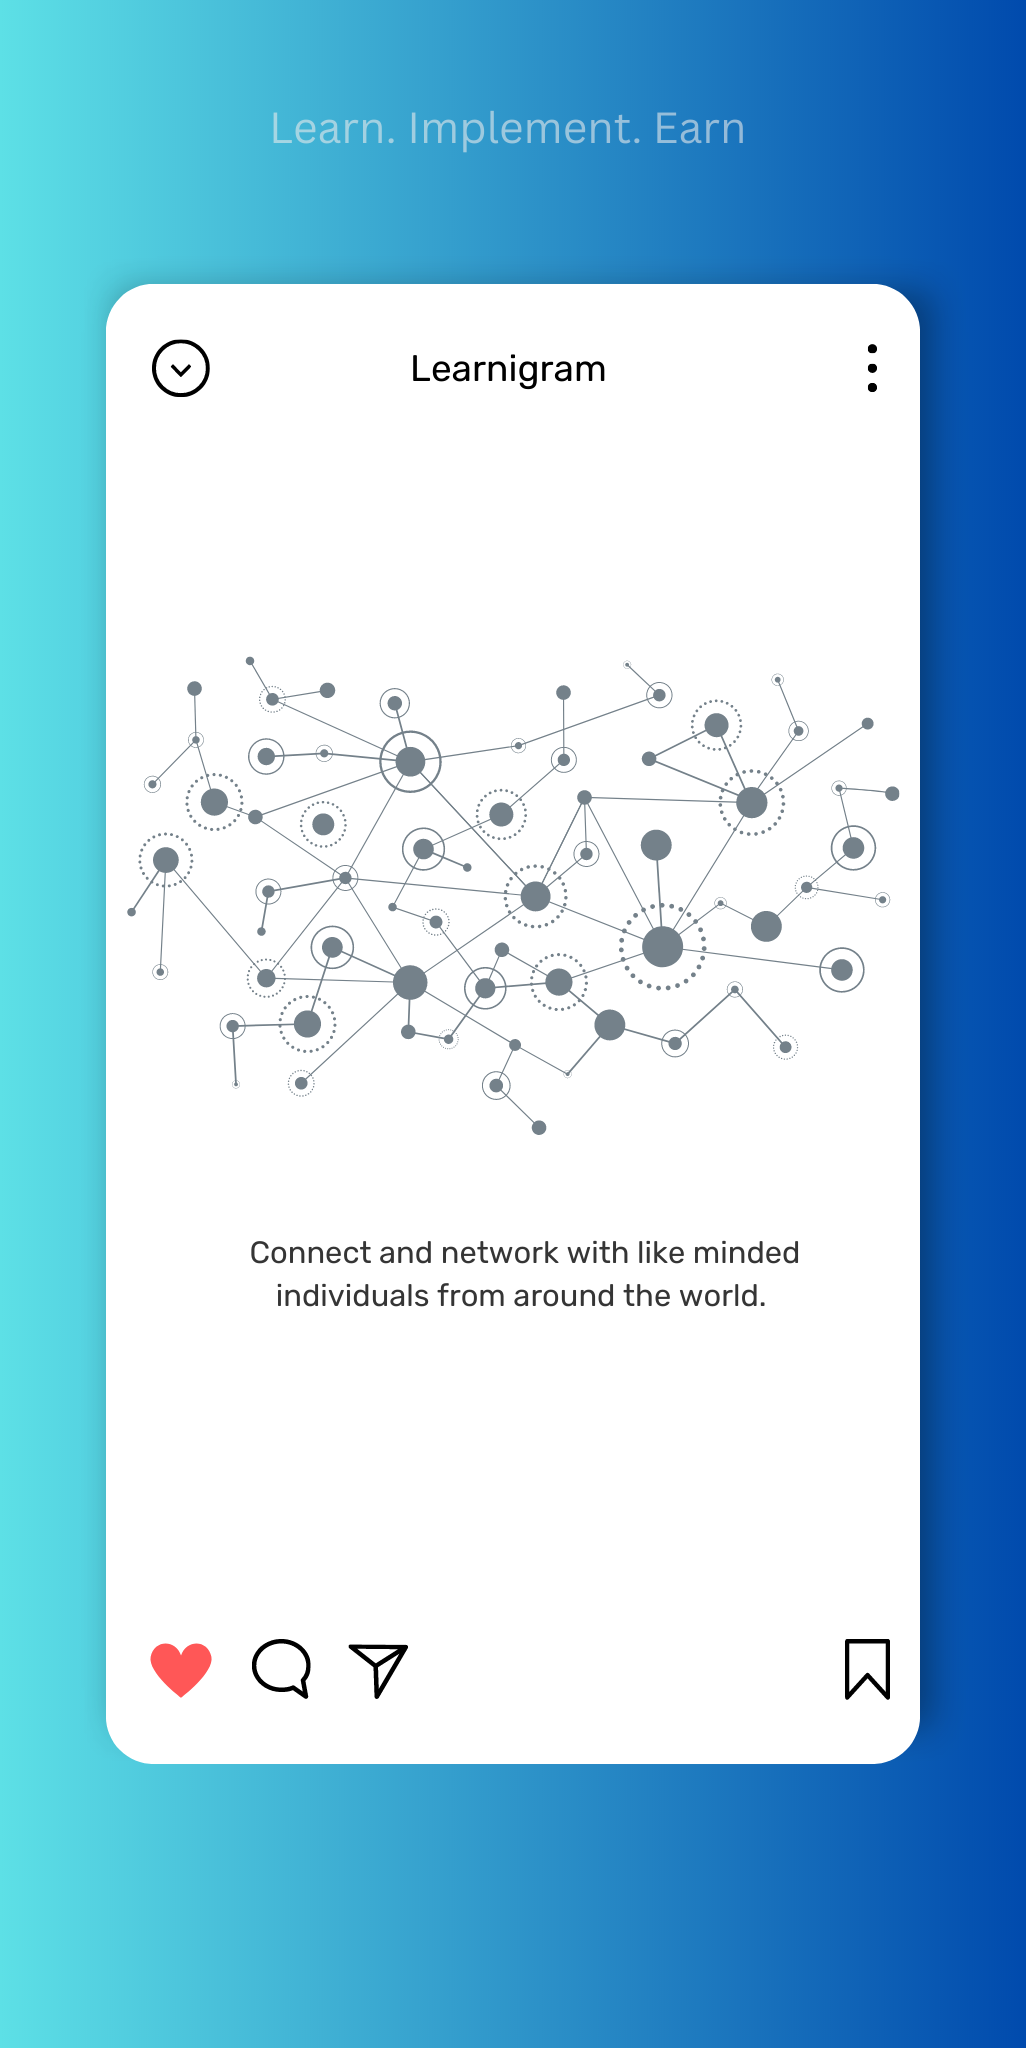 Learn. Implement. Earn
Learnigram
Connect and network with like minded
individuals from around the world.